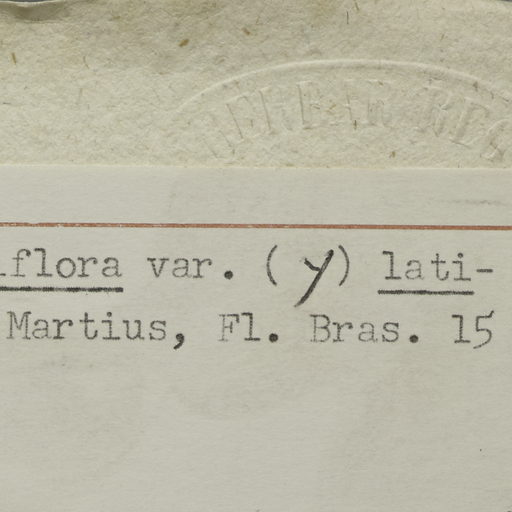 flora var. (γ) lati-
Martius, Fl. Bras. 15